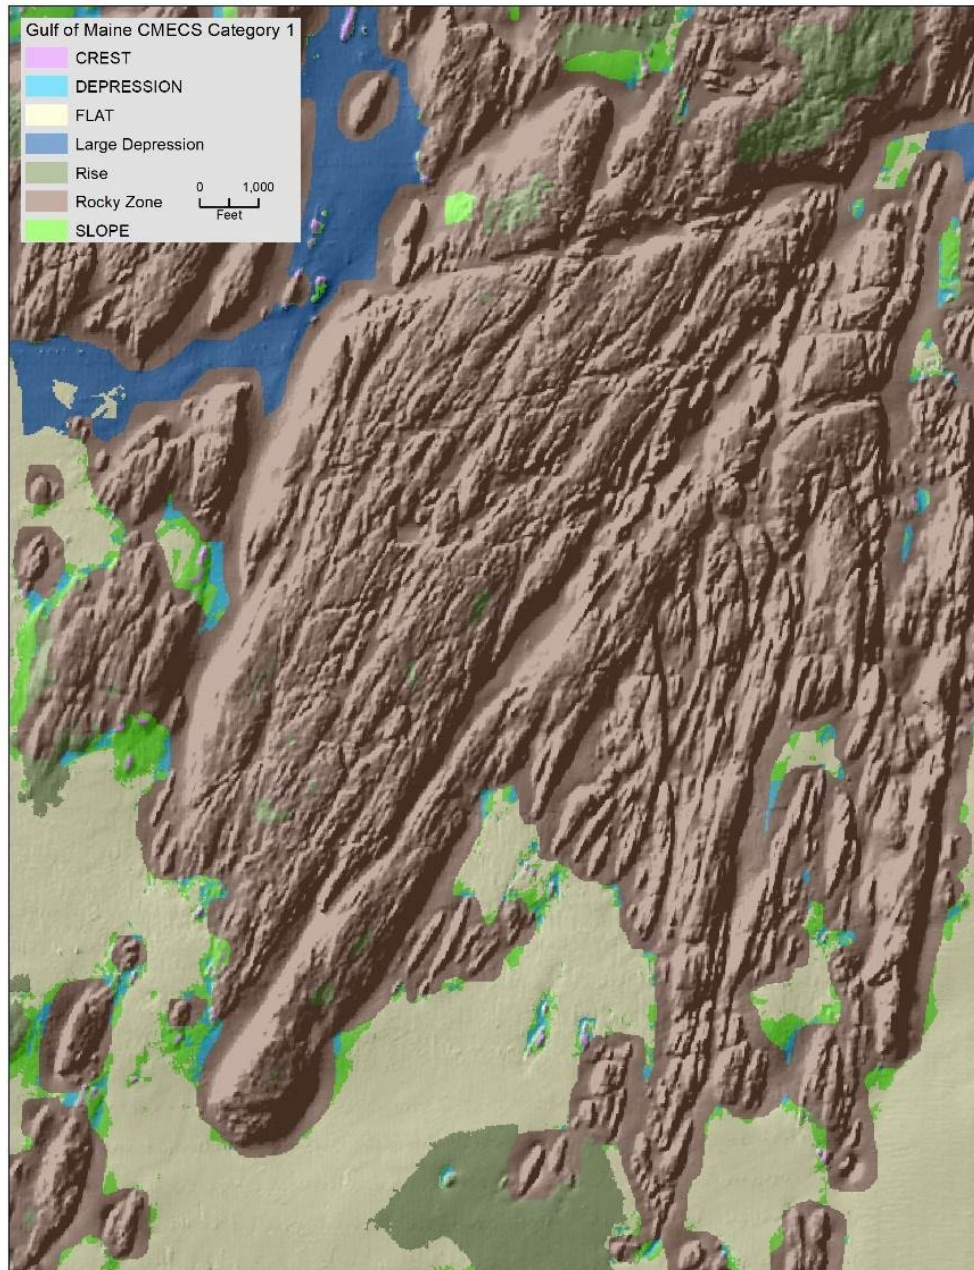 Gulf of Maine CMECS Category 1
CREST
DEPRESSION
FLAT
Large Depression
Rise
Rocky Zone
0 1,000
Feet
SLOPE